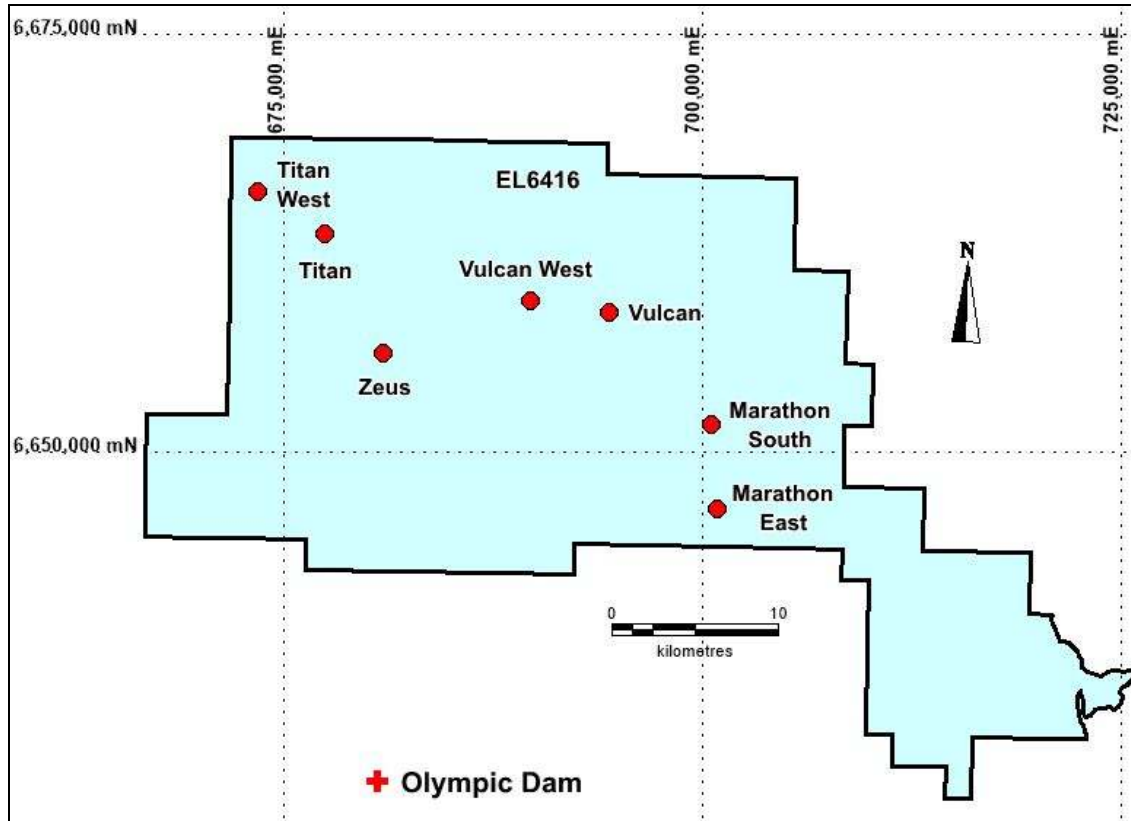 6,675,000 mN
675,000 mE
700,000 mE
725,000 mE
EL6416
Titan
West
Titan
Vulcan West
Vulcan
Zeus
N
Marathon
South
6,650,000 mN
Marathon
East
0 10
kilometres
Olympic Dam